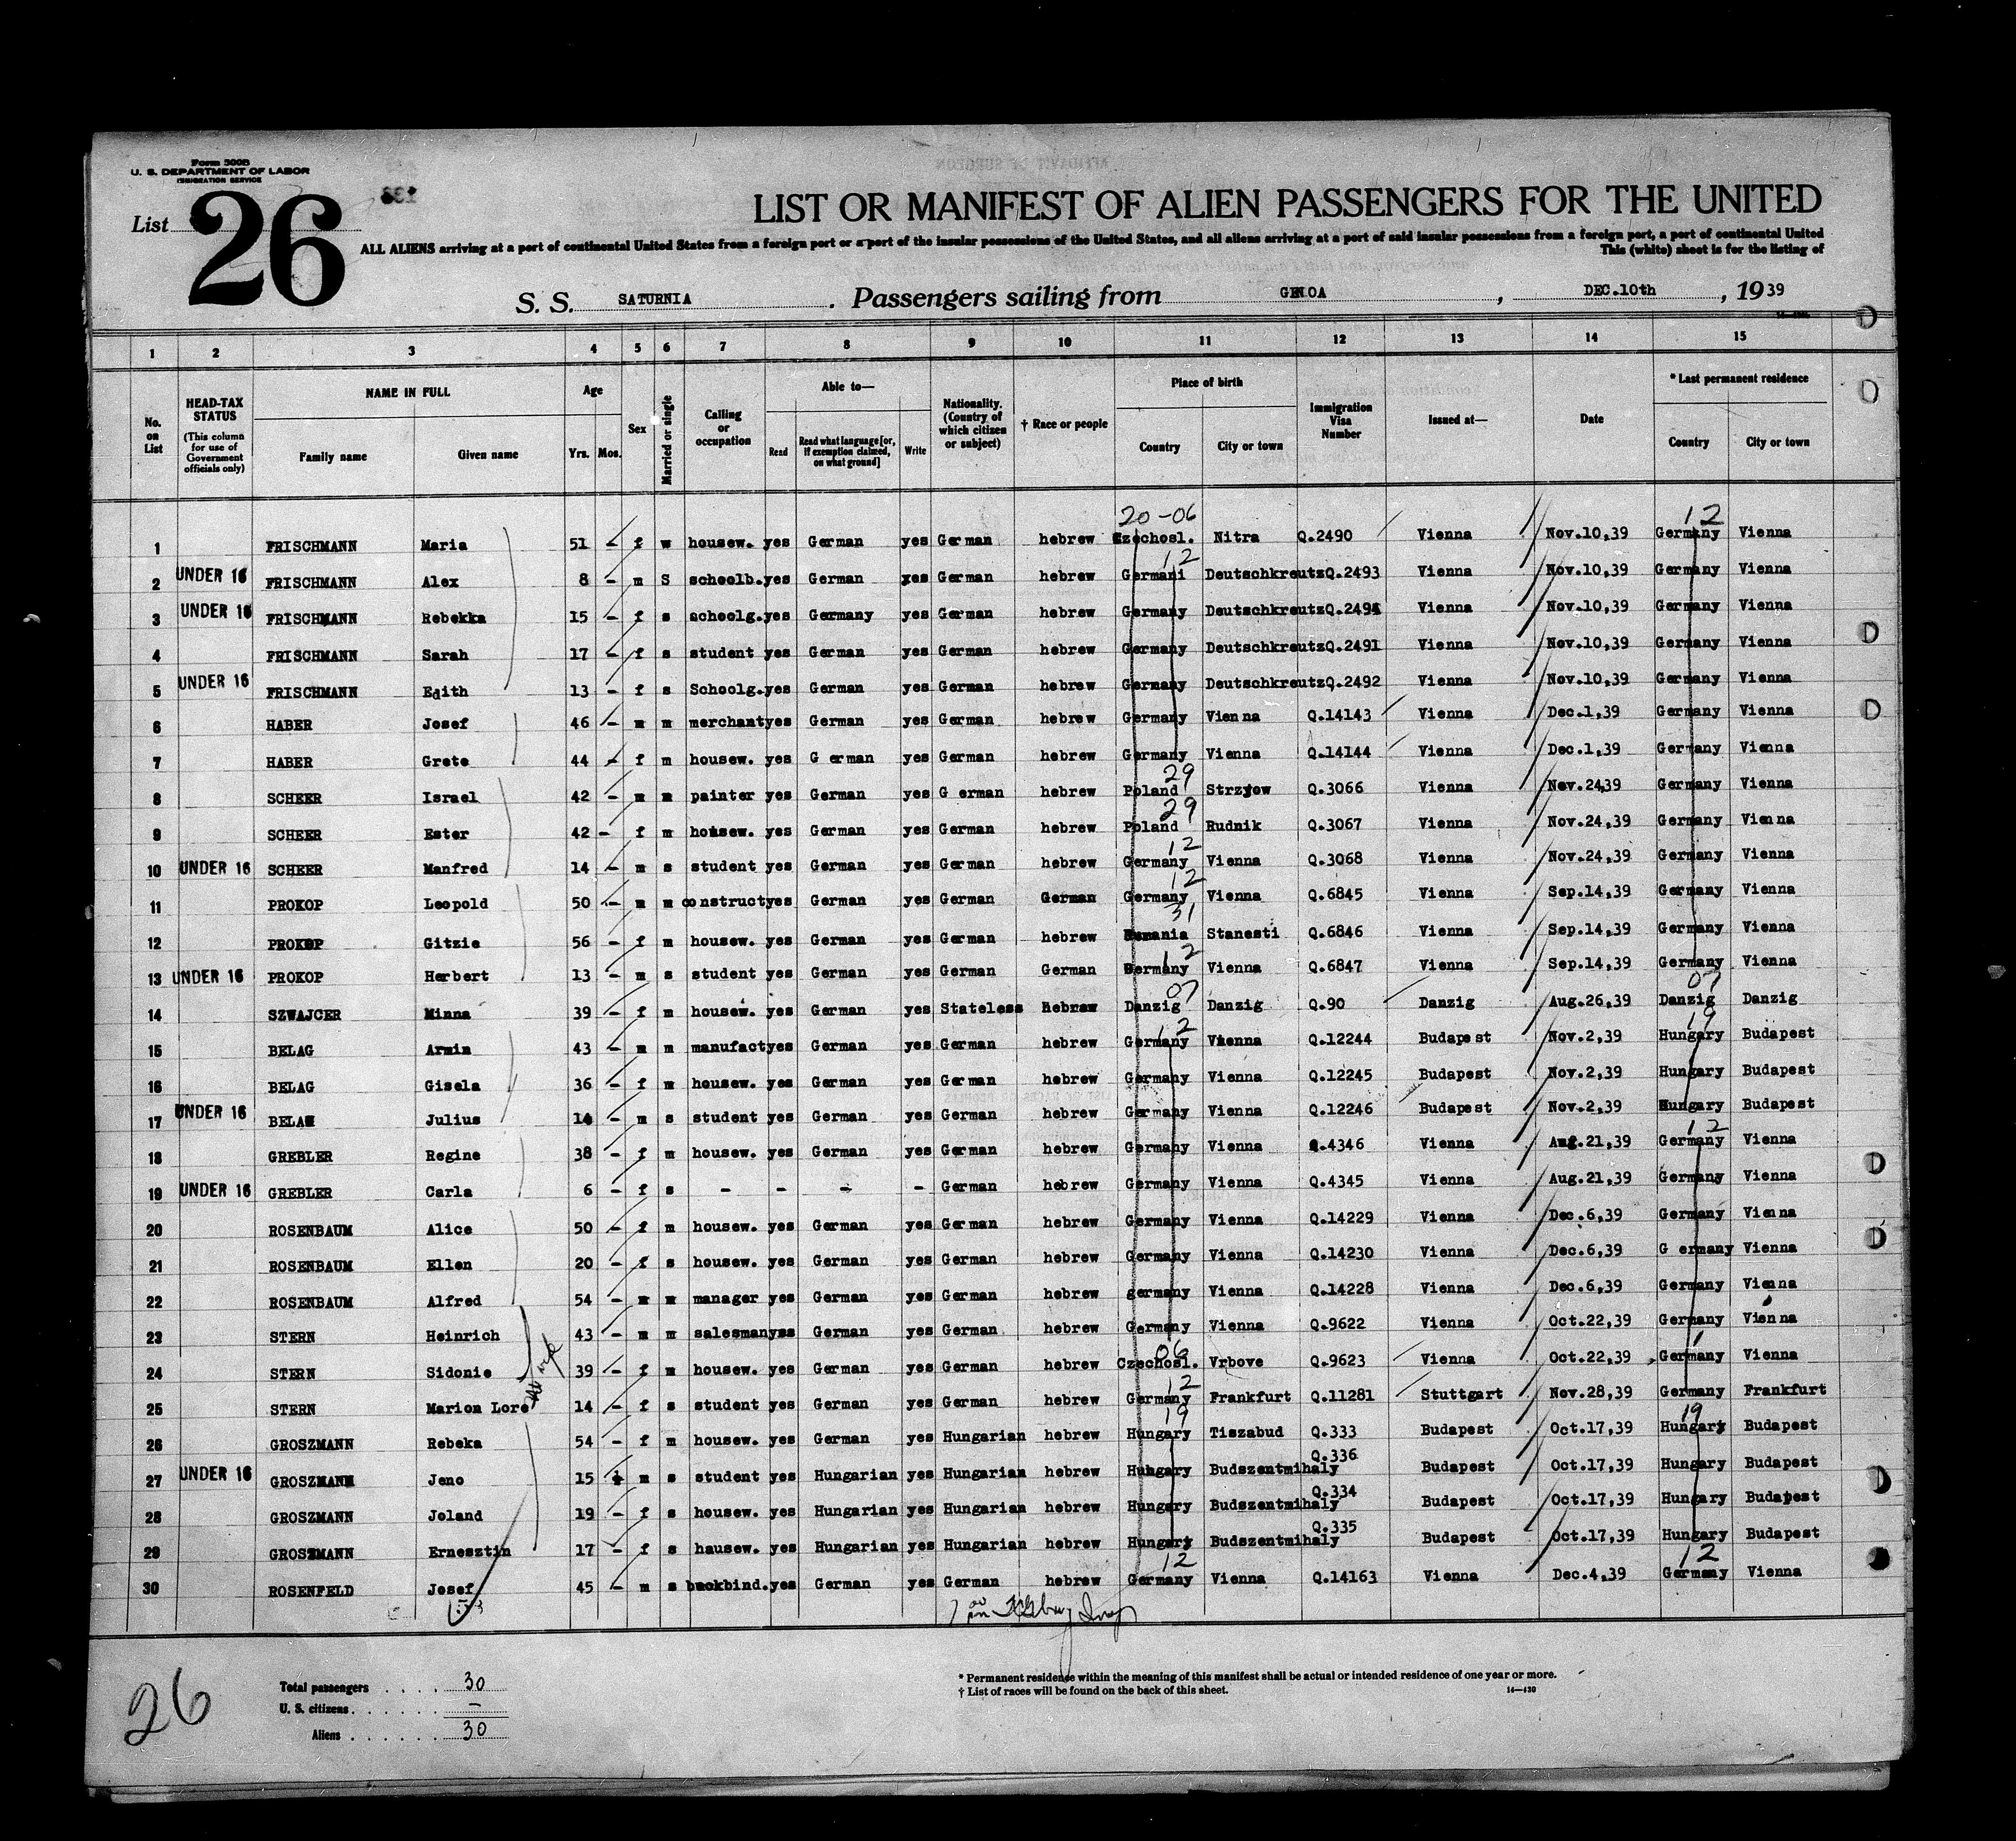 Form 500B
U. S. DEPARTMENT OF LABOR
IMMIGRATION SERVICE
List 26
LIST OR MANIFEST OF ALIEN PASSENGERS FOR THE UNITED
ALL ALIENS arriving at a port of continental United States from a foreign port or a port of the insular possessions of the United States, and all aliens arriving at a port of said insular possessions from a foreign port, a port of continental United
This (white) sheet is for the listing of
S. S. SATURNIA. Passengers sailing from GENOA, DEC.10th, 1939
1 2 3 4 5 6 7 8 9 10 11 12 13 14 15
No. on List HEAD-TAX STATUS (This column for use of Government officials only) NAME IN FULL Family name Given name Age Yrs. Mos. Sex Married or single Calling or occupation Able to— Read Read what language [or, if exemption claimed, on what ground] Write Nationality. (Country of which citizen or subject) † Race or people Place of birth Country City or town Immigration Visa Number Issued at— Date * Last permanent residence Country City or town
20-06 12
1 FRISCHMANN Maria 51 - f w housew. yes German yes German hebrew Czechosl. Nitra Q.2490 Vienna Nov.10,39 Germany Vienna
12
2 UNDER 16 FRISCHMANN Alex 8 - m S schoolb. yes German yes German hebrew Germani Deutschkreutz Q.2493 Vienna Nov.10,39 Germany Vienna
3 UNDER 16 FRISCHMANN Rebekka 15 - f s schoolg. yes Germany yes German hebrew Germany Deutschkreutz Q.2494 Vienna Nov.10,39 Germany Vienna
4 FRISCHMANN Sarah 17 - f s student yes German yes German hebrew Germany Deutschkreutz Q.2491 Vienna Nov.10,39 Germany Vienna
5 UNDER 16 FRISCHMANN Edith 13 - f s Schoolg. yes German yes German hebrew Germany Deutschkreutz Q.2492 Vienna Nov.10,39 Germany Vienna
6 HABER Josef 46 - m m merchant yes German yes German hebrew Germany Vienna Q.14143 Vienna Dec.1,39 Germany Vienna
7 HABER Grete 44 - f m housew. yes G erman yes German hebrew Germany Vienna Q.14144 Vienna Dec.1,39 Germany Vienna
29
8 SCHEER Israel 42 - m m painter yes German yes G erman hebrew Poland Strzyow Q.3066 Vienna Nov.24,39 Germany Vienna
29
9 SCHEER Ester 42 - f m housew. yes German yes German hebrew Poland Rudnik Q.3067 Vienna Nov.24,39 Germany Vienna
12
10 UNDER 16 SCHEER Manfred 14 - m s student yes German yes German hebrew Germany Vienna Q.3068 Vienna Nov.24,39 Germany Vienna
12
11 PROKOP Leopold 50 - m m construct yes German yes German German Germany Vienna Q.6845 Vienna Sep.14,39 Germany Vienna
31
12 PROKOP Gitzie 56 - f m housew. yes German yes German hebrew Rumania Stanesti Q.6846 Vienna Sep.14,39 Germany Vienna
12
13 UNDER 16 PROKOP Herbert 13 - m s student yes German yes German German Germany Vienna Q.6847 Vienna Sep.14,39 Germany Vienna
07 07
14 SZWAJCER Minna 39 - f m housew. yes German yes Stateless Hebrew Danzig Danzig Q.90 Danzig Aug.26,39 Danzig Danzig
12 19
15 BELAG Armin 43 - m m manufact yes German yes German hebrew Germany Vienna Q.12244 Budapest Nov.2,39 Hungary Budapest
16 BELAG Gisela 36 - f m housew. yes German yes German hebrew Germany Vienna Q.12245 Budapest Nov.2,39 Hungary Budapest
17 UNDER 16 BELAG Julius 14 - m s student yes German yes German hebrew Germany Vienna Q.12246 Budapest Nov.2,39 Hungary Budapest
12
18 GREBLER Regine 38 - f m housew. yes German yes German hebrew Germany Vienna Q.4346 Vienna Aug.21,39 Germany Vienna
19 UNDER 16 GREBLER Carla 6 - f s - - - - German hebrew Germany Vienna Q.4345 Vienna Aug.21,39 Germany Vienna
20 ROSENBAUM Alice 50 - f m housew. yes German yes German hebrew Germany Vienna Q.14229 Vienna Dec.6,39 Germany Vienna
21 ROSENBAUM Ellen 20 - f s housew. yes German yes German hebrew Germany Vienna Q.14230 Vienna Dec.6,39 G ermany Vienna
22 ROSENBAUM Alfred 54 - m m manager yes German yes German hebrew germany Vienna Q.14228 Vienna Dec.6,39 Germany Vienna
23 STERN Heinrich 43 - m m salesman yes German yes German hebrew Germany Vienna Q.9622 Vienna Oct.22,39 Germany Vienna
06
24 STERN Sidonie 39 - f m housew. yes German yes German hebrew Czechosl. Vrbove Q.9623 Vienna Oct.22,39 Germany Vienna
12
25 STERN Marion Lore 14 - f s student yes German yes German hebrew Germany Frankfurt Q.11281 Stuttgart Nov.28,39 Germany Frankfurt
19 19
26 GROSZMANN Rebeka 54 - f m housew. yes German yes Hungarian hebrew Hungary Tiszabud Q.333 Budapest Oct.17,39 Hungary Budapest
27 UNDER 16 GROSZMANN Jeno 15 - m s student yes Hungarian yes Hungarian hebrew Hungary Budszentmihaly Q.336 Budapest Oct.17,39 Hungary Budapest
28 GROSZMANN Joland 19 - f s housew. yes Hungarian yes Hungarian hebrew Hungary Budszentmihaly Q.334 Budapest Oct.17,39 Hungary Budapest
29 GROSZMANN Ernesztin 17 - f s hausew. yes Hungarian yes Hungarian hebrew Hungary Budszentmihaly Q.335 Budapest Oct.17,39 Hungary Budapest
12 12
30 ROSENFELD Josef 45 - m s buckbind. yes German yes German hebrew Germany Vienna Q.14163 Vienna Dec.4,39 Germany Vienna
26
Total passengers . . . . 30
U. S. citizens . . . . . . —
Aliens . . . . . . 30
* Permanent residence within the meaning of this manifest shall be actual or intended residence of one year or more.
† List of races will be found on the back of this sheet.
14—430